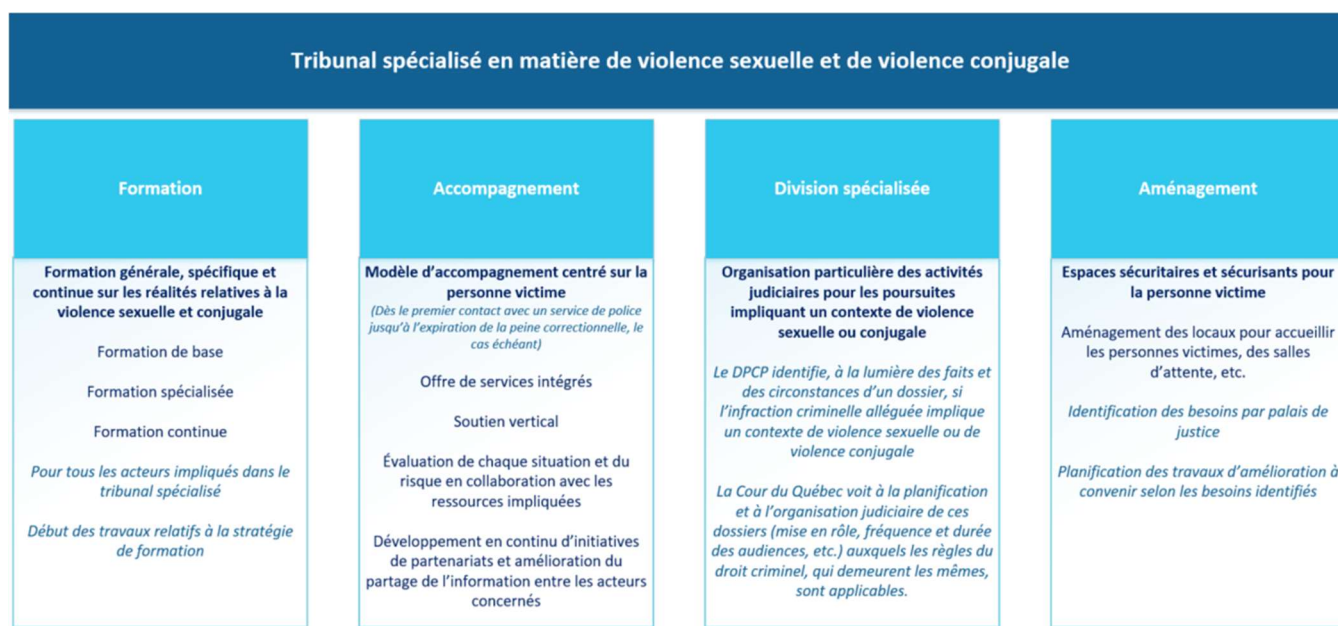 Tribunal spécialisé en matière de violence sexuelle et de violence conjugale
Formation
Formation générale, spécifique et
continue sur les réalités relatives à la
violence sexuelle et conjugale
Formation de base
Formation spécialisée
Formation continue
Pour tous les acteurs impliqués dans le
tribunal spécialisé
Début des travaux relatifs à la stratégie
de formation
Accompagnement
Modèle d'accompagnement centré sur la
personne victime
(Dès le premier contact avec un service de police
jusqu'à l'expiration de la peine correctionnelle, le
cas échéant)
Offre de services intégrés
Soutien vertical
Évaluation de chaque situation et du
risque en collaboration avec les
ressources impliquées
Développement en continu d'initiatives
de partenariats et amélioration du
partage de l'information entre les acteurs
concernés
Division spécialisée
Organisation particulière des activités
judiciaires pour les poursuites
impliquant un contexte de violence
sexuelle ou conjugale
Le DPCP identifie, à la lumière des faits et
des circonstances d'un dossier, si
l'infraction criminelle alléguée implique
un contexte de violence sexuelle ou de
violence conjugale
La Cour du Québec voit à la planification
et à l'organisation judiciaire de ces
dossiers (mise en rôle, fréquence et durée
des audiences, etc.) auxquels les règles du
droit criminel, qui demeurent les mêmes,
sont applicables.
Aménagement
Espaces sécuritaires et sécurisants pour
la personne victime
Aménagement des locaux pour accueillir
les personnes victimes, des salles
d'attente, etc.
Identification des besoins par palais de
justice
Planification des travaux d'amélioration à
convenir selon les besoins identifiés